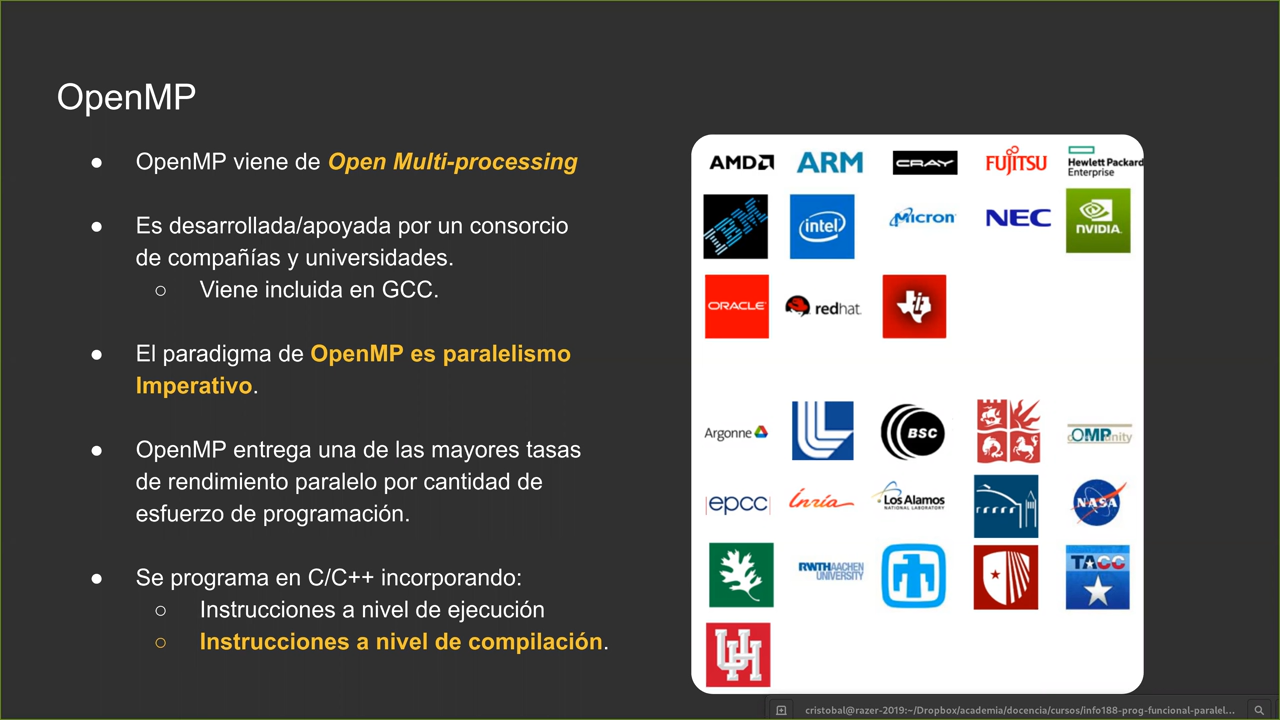 OpenMP
● OpenMP viene de Open Multi-processing
● Es desarrollada/apoyada por un consorcio
de compañías y universidades.
○ Viene incluida en GCC.
● El paradigma de OpenMP es paralelismo
Imperativo.
● OpenMP entrega una de las mayores tasas
de rendimiento paralelo por cantidad de
esfuerzo de programación.
● Se programa en C/C++ incorporando:
○ Instrucciones a nivel de ejecución
○ Instrucciones a nivel de compilación.
AMD ARM CRAY FUJITSU Hewlett Packard
Enterprise
IBM intel Micron NEC NVIDIA
ORACLE redhat. ti
Argonne BSC cOMPunity
epcc Inria Los Alamos
NATIONAL LABORATORY
NASA
RWTHAACHEN
UNIVERSITY
TACC
UH
cristobal@razer-2019:~/Dropbox/academia/docencia/cursos/info188-prog-funcional-paralel...